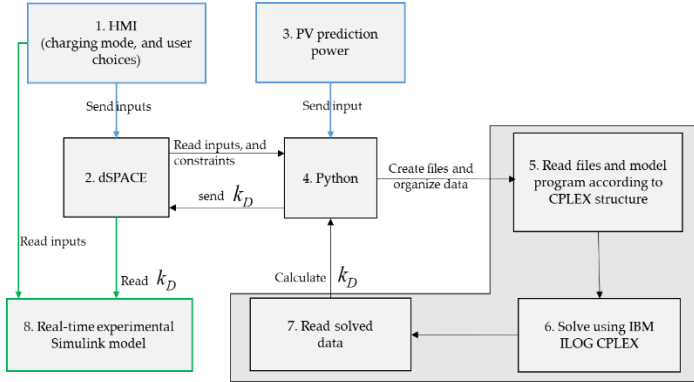 1. HMI
(charging mode, and user
choices)
3. PV prediction
power
Send inputs
Send input
2. dSPACE
Read inputs, and
constraints
4. Python
send k_D
Create files and
organize data
5. Read files and model
program according to
CPLEX structure
Read inputs
Read k_D
Calculate k_D
8. Real-time experimental
Simulink model
7. Read solved
data
6. Solve using IBM
ILOG CPLEX